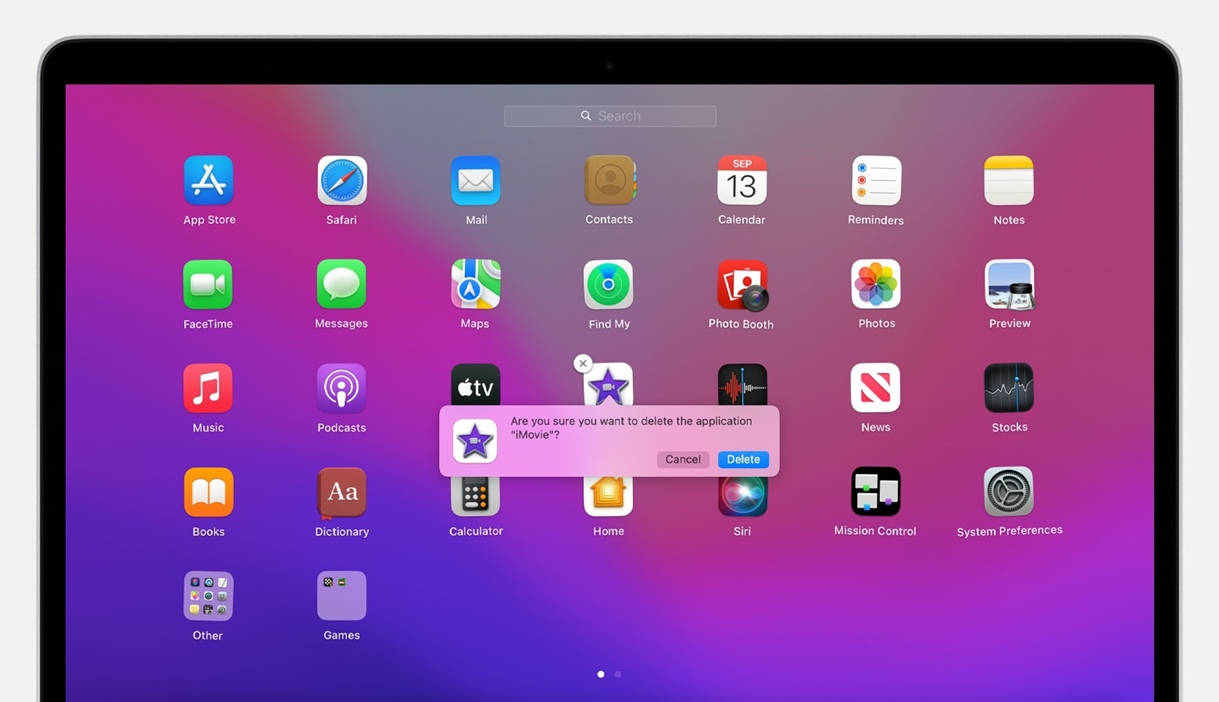 Search
App Store
Safari
Mail
Contacts
SEP
13
Calendar
Reminders
Notes
FaceTime
Messages
Maps
Find My
Photo Booth
Photos
Preview
tv
Music
Podcasts
News
Stocks
Are you sure you want to delete the application
“iMovie”?
Cancel
Delete
Books
Aa
Dictionary
Calculator
Home
Siri
Mission Control
System Preferences
Other
Games